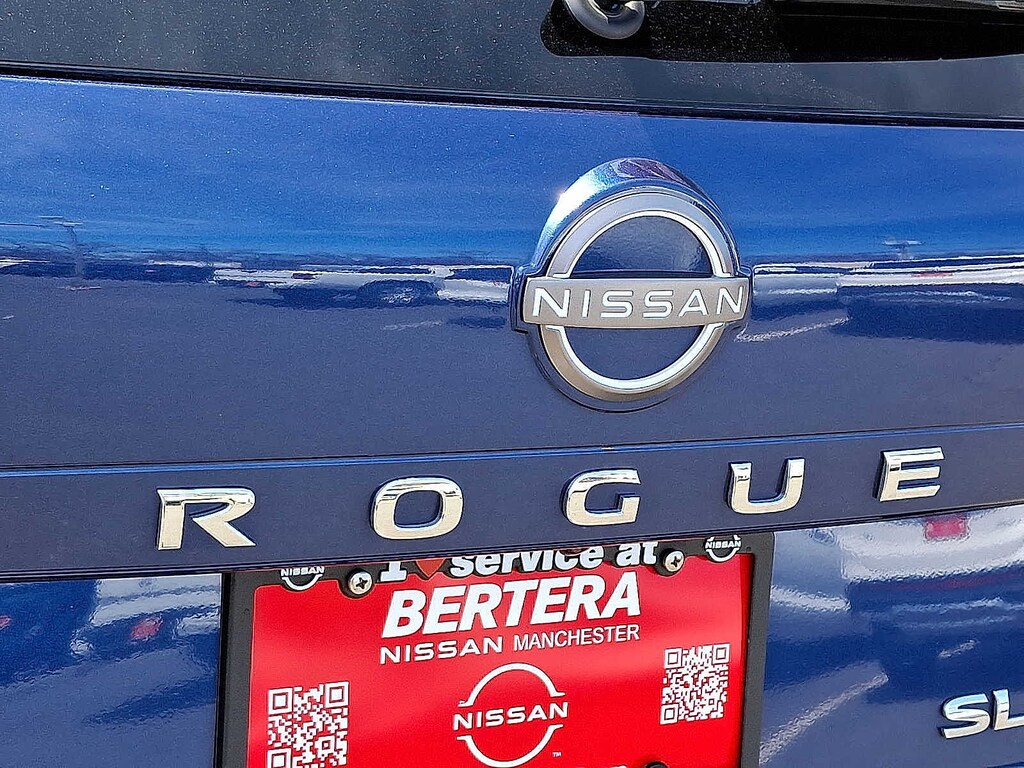 NISSAN
ROGUE
NISSAN
NISSAN
I ❤ service at
BERTERA
NISSAN MANCHESTER
NISSAN
SL